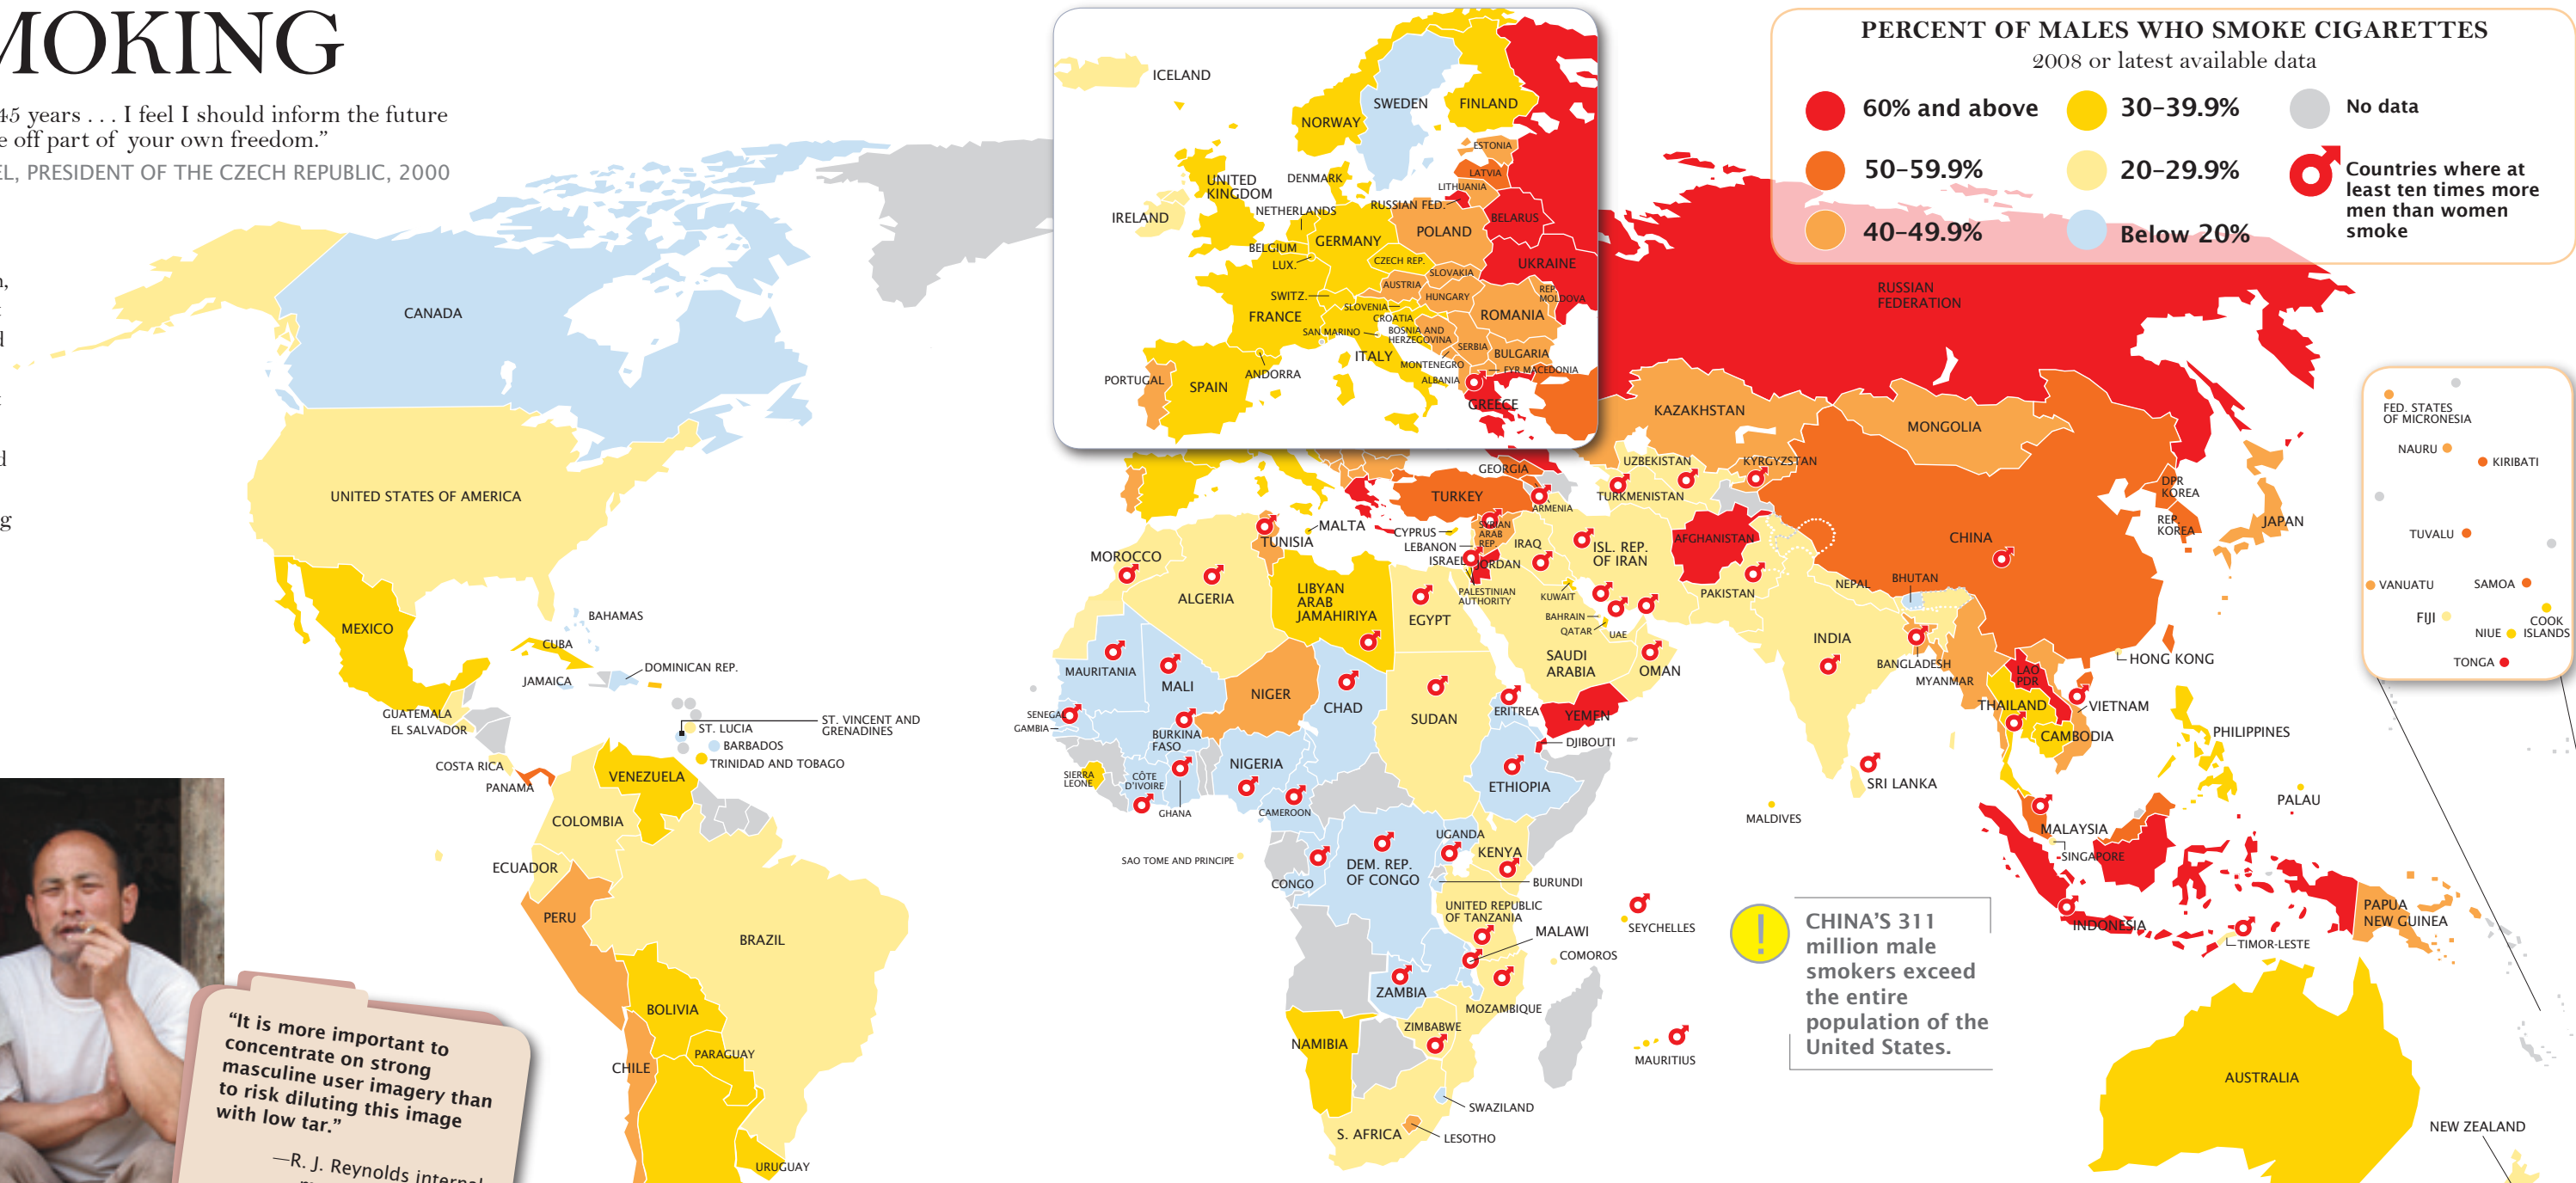 MOKING
45 years . . . I feel I should inform the future
e off part of your own freedom.”
EL, PRESIDENT OF THE CZECH REPUBLIC, 2000
PERCENT OF MALES WHO SMOKE CIGARETTES
2008 or latest available data
60% and above
50–59.9%
40–49.9%
30–39.9%
20–29.9%
Below 20%
No data
Countries where at
least ten times more
men than women
smoke
ICELAND
SWEDEN
FINLAND
NORWAY
ESTONIA
LATVIA
LITHUANIA
RUSSIAN FED.
UNITED
KINGDOM
DENMARK
IRELAND
NETHERLANDS
BELARUS
POLAND
GERMANY
BELGIUM
LUX.
CZECH REP.
UKRAINE
SLOVAKIA
AUSTRIA
HUNGARY
REP.
MOLDOVA
SWITZ.
SLOVENIA
FRANCE
CROATIA
ROMANIA
SAN MARINO
BOSNIA AND
HERZEGOVINA
SERBIA
BULGARIA
ITALY
MONTENEGRO
FYR MACEDONIA
ALBANIA
ANDORRA
PORTUGAL
SPAIN
GREECE
CANADA
UNITED STATES OF AMERICA
MEXICO
BAHAMAS
CUBA
DOMINICAN REP.
JAMAICA
GUATEMALA
EL SALVADOR
ST. VINCENT AND
GRENADINES
ST. LUCIA
BARBADOS
TRINIDAD AND TOBAGO
COSTA RICA
PANAMA
VENEZUELA
COLOMBIA
ECUADOR
PERU
BRAZIL
BOLIVIA
PARAGUAY
CHILE
URUGUAY
RUSSIAN
FEDERATION
KAZAKHSTAN
MONGOLIA
UZBEKISTAN
KYRGYZSTAN
GEORGIA
TURKEY
TURKMENISTAN
ARMENIA
DPR
KOREA
REP.
KOREA
JAPAN
CHINA
MALTA
TUNISIA
CYPRUS
SYRIAN
ARAB
REP.
LEBANON
ISRAEL
JORDAN
IRAQ
ISL. REP.
OF IRAN
AFGHANISTAN
MOROCCO
ALGERIA
LIBYAN
ARAB
JAMAHIRIYA
EGYPT
PALESTINIAN
AUTHORITY
KUWAIT
BAHRAIN
QATAR
UAE
PAKISTAN
NEPAL
BHUTAN
INDIA
BANGLADESH
MYANMAR
HONG KONG
SAUDI
ARABIA
OMAN
LAO
PDR
THAILAND
VIETNAM
CAMBODIA
PHILIPPINES
MAURITANIA
MALI
NIGER
CHAD
SUDAN
ERITREA
YEMEN
DJIBOUTI
SENEGAL
GAMBIA
BURKINA
FASO
NIGERIA
ETHIOPIA
SIERRA
LEONE
CÔTE
D’IVOIRE
GHANA
CAMEROON
SRI LANKA
MALDIVES
PALAU
MALAYSIA
SINGAPORE
UGANDA
KENYA
SAO TOME AND PRINCIPE
CONGO
DEM. REP.
OF CONGO
BURUNDI
UNITED REPUBLIC
OF TANZANIA
SEYCHELLES
MALAWI
COMOROS
INDONESIA
TIMOR-LESTE
PAPUA
NEW GUINEA
ZAMBIA
MOZAMBIQUE
ZIMBABWE
NAMIBIA
MAURITIUS
SWAZILAND
S. AFRICA
LESOTHO
AUSTRALIA
NEW ZEALAND
FED. STATES
OF MICRONESIA
NAURU
KIRIBATI
TUVALU
VANUATU
SAMOA
FIJI
COOK
ISLANDS
NIUE
TONGA
!
CHINA’S 311
million male
smokers exceed
the entire
population of the
United States.
“It is more important to
concentrate on strong
masculine user imagery than
to risk diluting this image
with low tar.”
—R. J. Reynolds internal